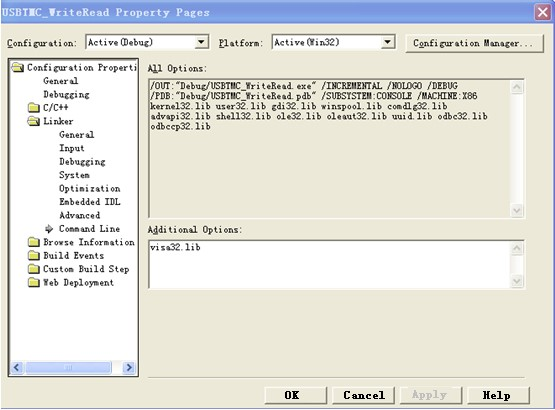 USBTMC_WriteRead Property Pages
Configuration: Active(Debug) Platform: Active(Win32) Configuration Manager...
Configuration Properti
General
Debugging
C/C++
Linker
General
Input
Debugging
System
Optimization
Embedded IDL
Advanced
Command Line
Browse Information
Build Events
Custom Build Step
Web Deployment
All Options:
/OUT:"Debug/USBTMC_WriteRead.exe" /INCREMENTAL /NOLOGO /DEBUG
/PDB:"Debug/USBTMC_WriteRead.pdb" /SUBSYSTEM:CONSOLE /MACHINE:X86
kernel32.lib user32.lib gdi32.lib winspool.lib comdlg32.lib
advapi32.lib shell32.lib ole32.lib oleaut32.lib uuid.lib odbc32.lib
odbccp32.lib
Additional Options:
visa32.lib
OK Cancel Apply Help